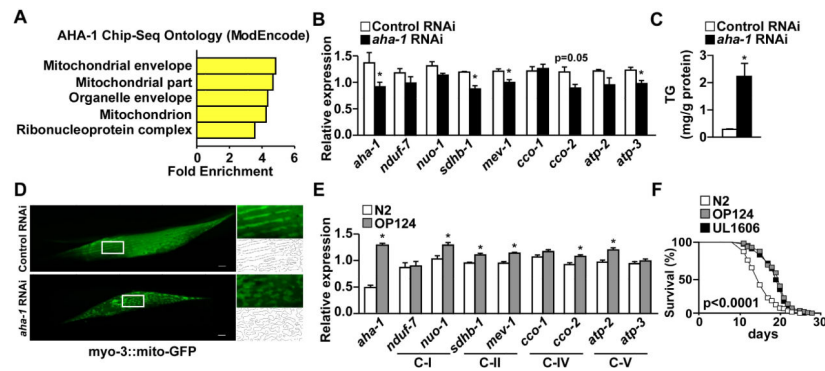 A
AHA-1 Chip-Seq Ontology (ModEncode)
Mitochondrial envelope
Mitochondrial part
Organelle envelope
Mitochondrion
Ribonucleoprotein complex
0 2 4 6
Fold Enrichment
B
Control RNAi
aha-1 RNAi
Relative expression
1.5
1.0
0.5
0.0
* * * p=0.05 *
aha-1 nduf-7 nuo-1 sdhb-1 mev-1 cco-1 cco-2 atp-2 atp-3
C
Control RNAi
aha-1 RNAi
TG
(mg/g protein)
3
2
1
0
*
D
Control RNAi
aha-1 RNAi
myo-3::mito-GFP
E
N2
OP124
Relative expression
1.5
1.0
0.5
0.0
* * * * * *
aha-1 nduf-7 nuo-1 sdhb-1 mev-1 cco-1 cco-2 atp-2 atp-3
C-I C-II C-IV C-V
F
N2
OP124
UL1606
Survival (%)
100
50
0
p<0.0001
0 10 20 30
days